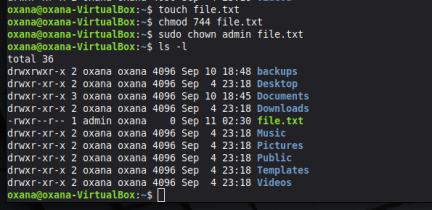 oxana@oxana-VirtualBox:~$ touch file.txt
oxana@oxana-VirtualBox:~$ chmod 744 file.txt
oxana@oxana-VirtualBox:~$ sudo chown admin file.txt
oxana@oxana-VirtualBox:~$ ls -l
total 36
drwxrwxr-x 2 oxana oxana 4096 Sep 10 18:48 backups
drwxr-xr-x 2 oxana oxana 4096 Sep  4 23:18 Desktop
drwxr-xr-x 3 oxana oxana 4096 Sep 10 18:45 Documents
drwxr-xr-x 2 oxana oxana 4096 Sep  4 23:18 Downloads
-rwxr--r-- 1 admin oxana    0 Sep 11 02:30 file.txt
drwxr-xr-x 2 oxana oxana 4096 Sep  4 23:18 Music
drwxr-xr-x 2 oxana oxana 4096 Sep  4 23:18 Pictures
drwxr-xr-x 2 oxana oxana 4096 Sep  4 23:18 Public
drwxr-xr-x 2 oxana oxana 4096 Sep  4 23:18 Templates
drwxr-xr-x 2 oxana oxana 4096 Sep  4 23:18 Videos
oxana@oxana-VirtualBox:~$